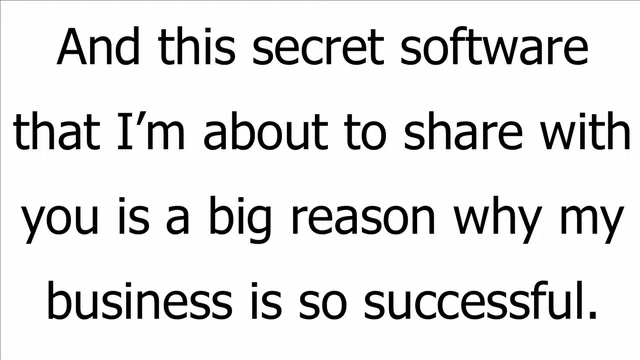 And this secret software
that I’m about to share with
you is a big reason why my
business is so successful.